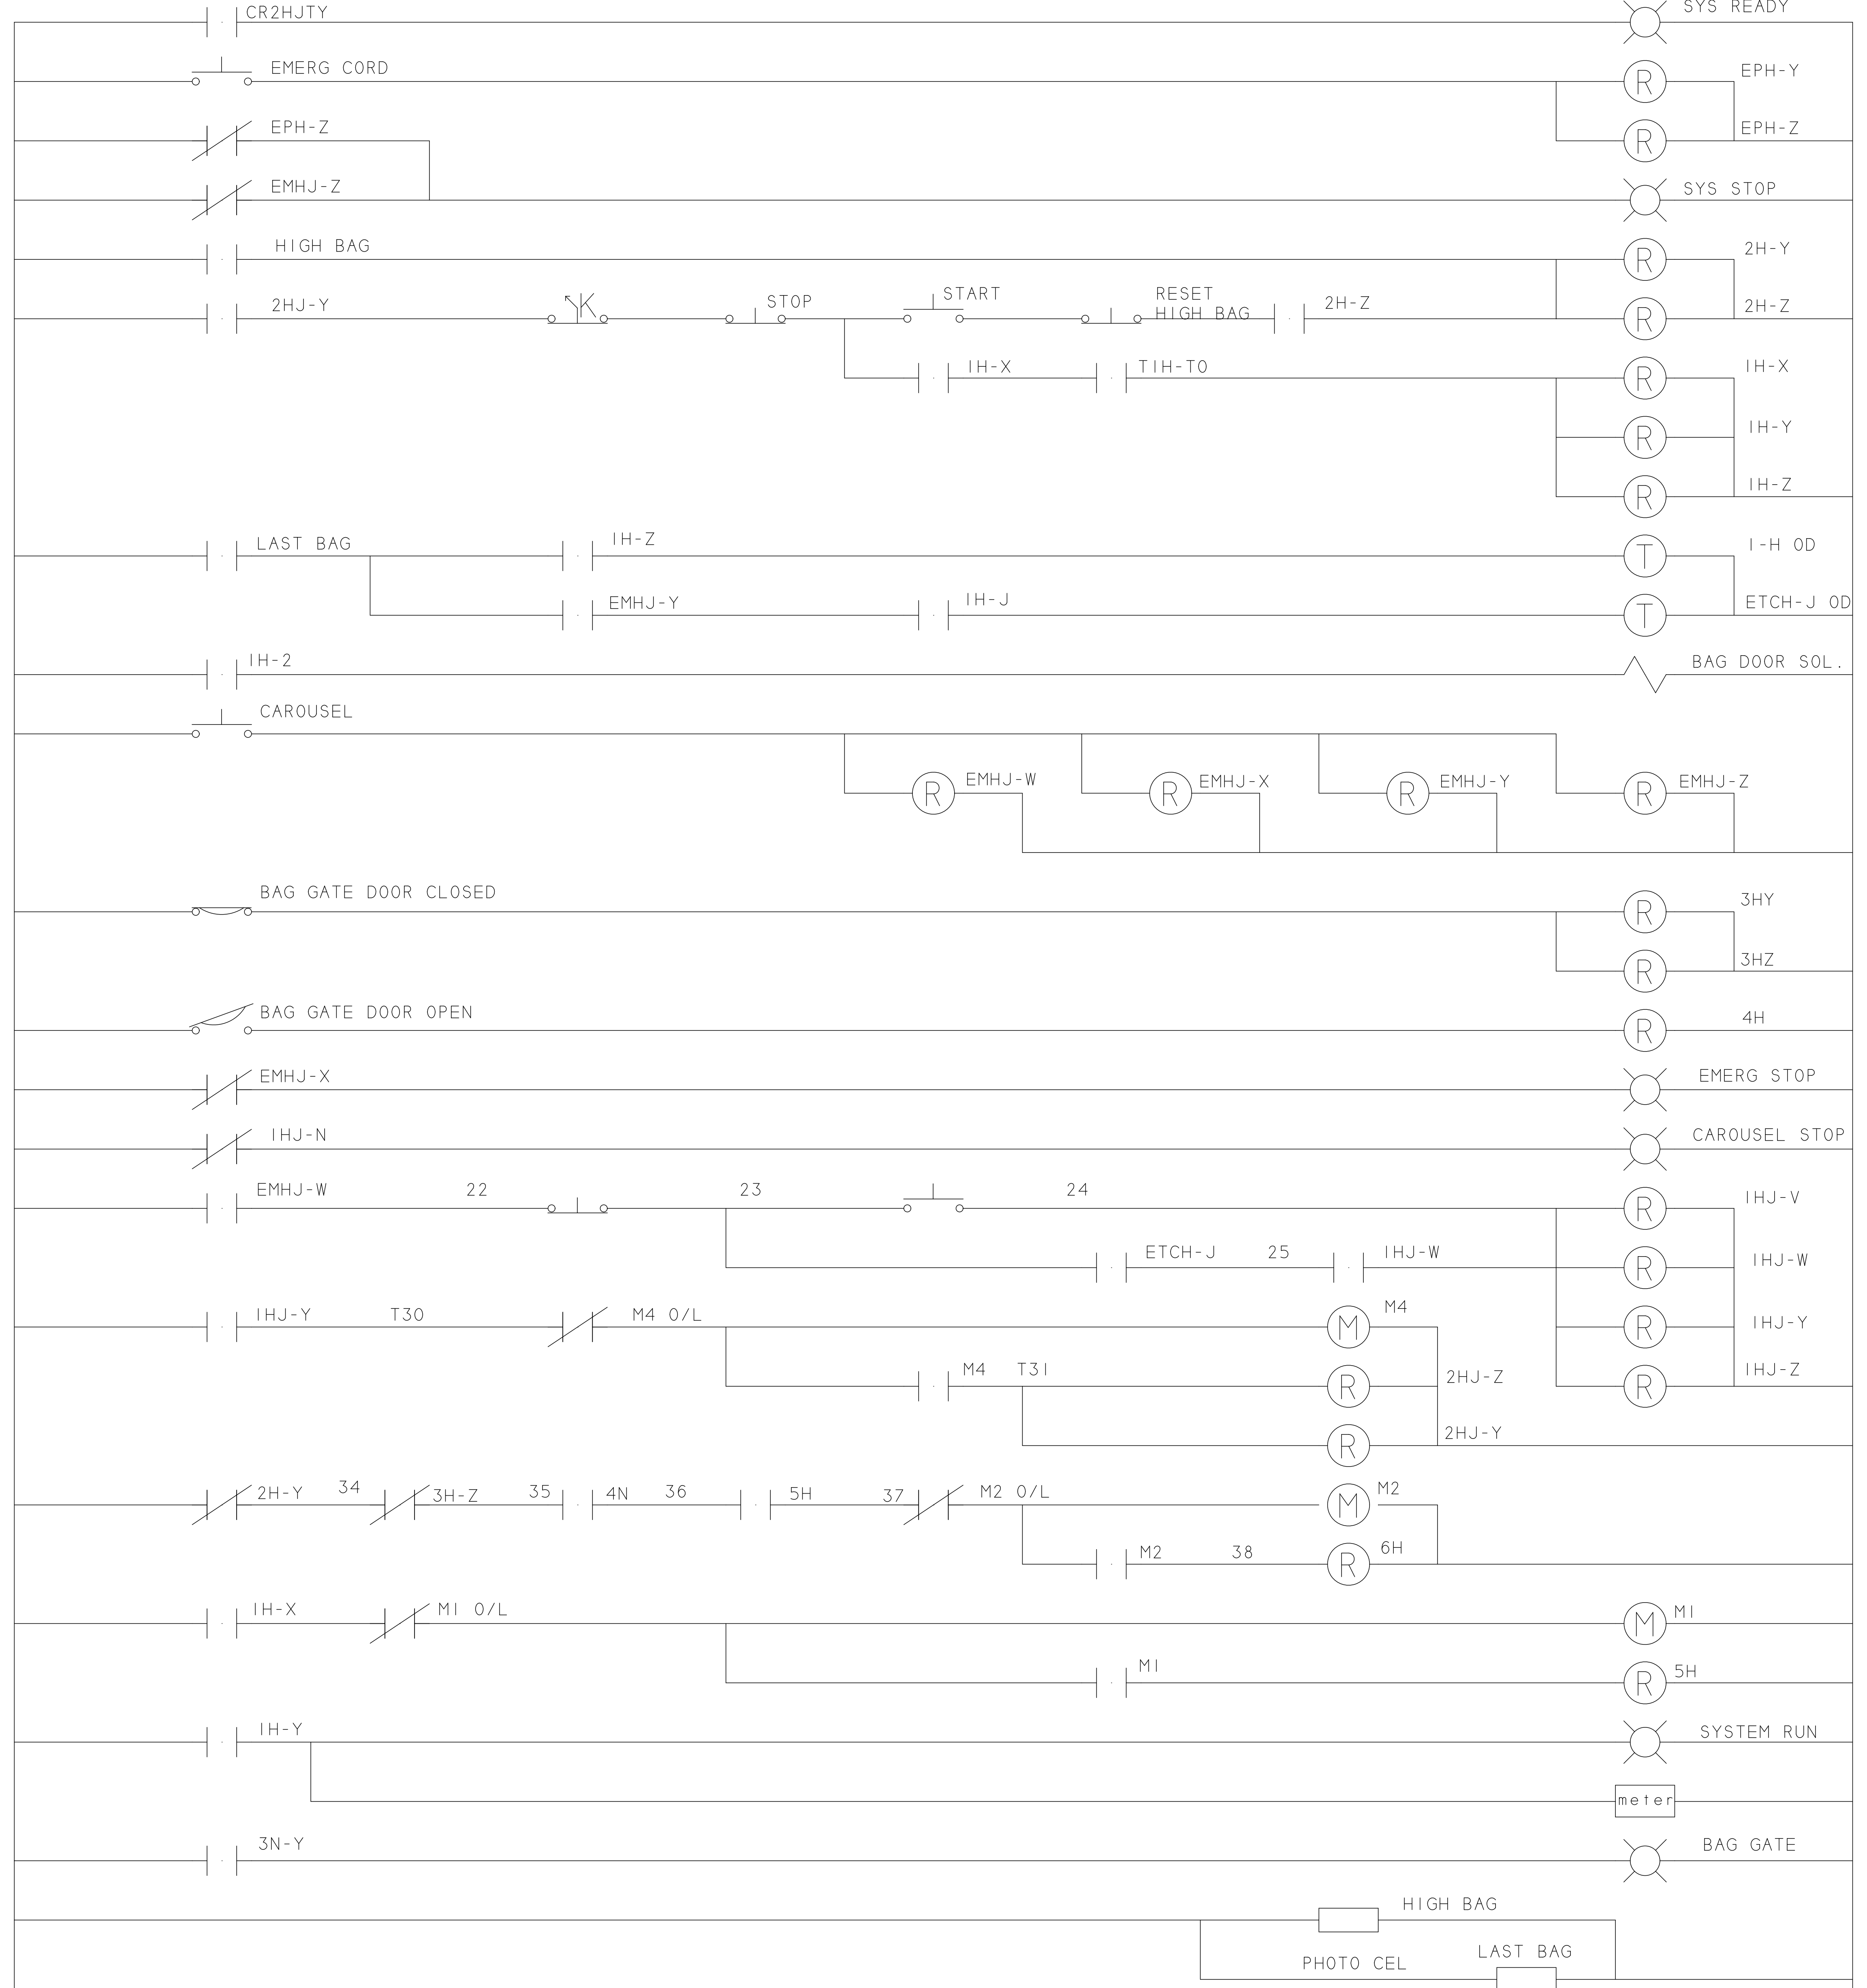 CR2HJTY
SYS READY
EMERG CORD
EPH-Y
EPH-Z
EPH-Z
EMHJ-Z
SYS STOP
HIGH BAG
2H-Y
2HJ-Y
K
STOP
START
RESET
HIGH BAG
2H-Z
2H-Z
IH-X
TIH-TO
IH-X
IH-Y
IH-Z
LAST BAG
IH-Z
I-H OD
EMHJ-Y
IH-J
ETCH-J OD
IH-2
BAG DOOR SOL.
CAROUSEL
EMHJ-W
EMHJ-X
EMHJ-Y
EMHJ-Z
BAG GATE DOOR CLOSED
3HY
3HZ
BAG GATE DOOR OPEN
4H
EMHJ-X
EMERG STOP
IHJ-N
CAROUSEL STOP
EMHJ-W
22
23
24
IHJ-V
ETCH-J
25
IHJ-W
IHJ-W
IHJ-Y
T30
M4 O/L
M4
IHJ-Y
M4
T31
2HJ-Z
IHJ-Z
2HJ-Y
2H-Y
34
3H-Z
35
4N
36
5H
37
M2 O/L
M2
M2
38
6H
IH-X
MI O/L
MI
MI
5H
IH-Y
SYSTEM RUN
meter
3N-Y
BAG GATE
HIGH BAG
PHOTO CEL
LAST BAG